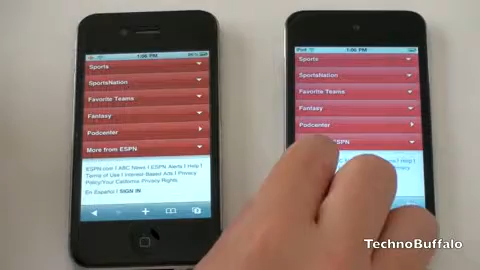 1:06 PM
Sports
SportsNation
Favorite Teams
Fantasy
Podcenter
More from ESPN
ESPN.com | ABC News | ESPN Alerts | Help |
Terms of Use | Interest-Based Ads | Privacy
Policy/Your California Privacy Rights.
En Español | SIGN IN
iPod
1:06 PM
Sports
SportsNation
Favorite Teams
Fantasy
Podcenter
ESPN
TechnoBuffalo